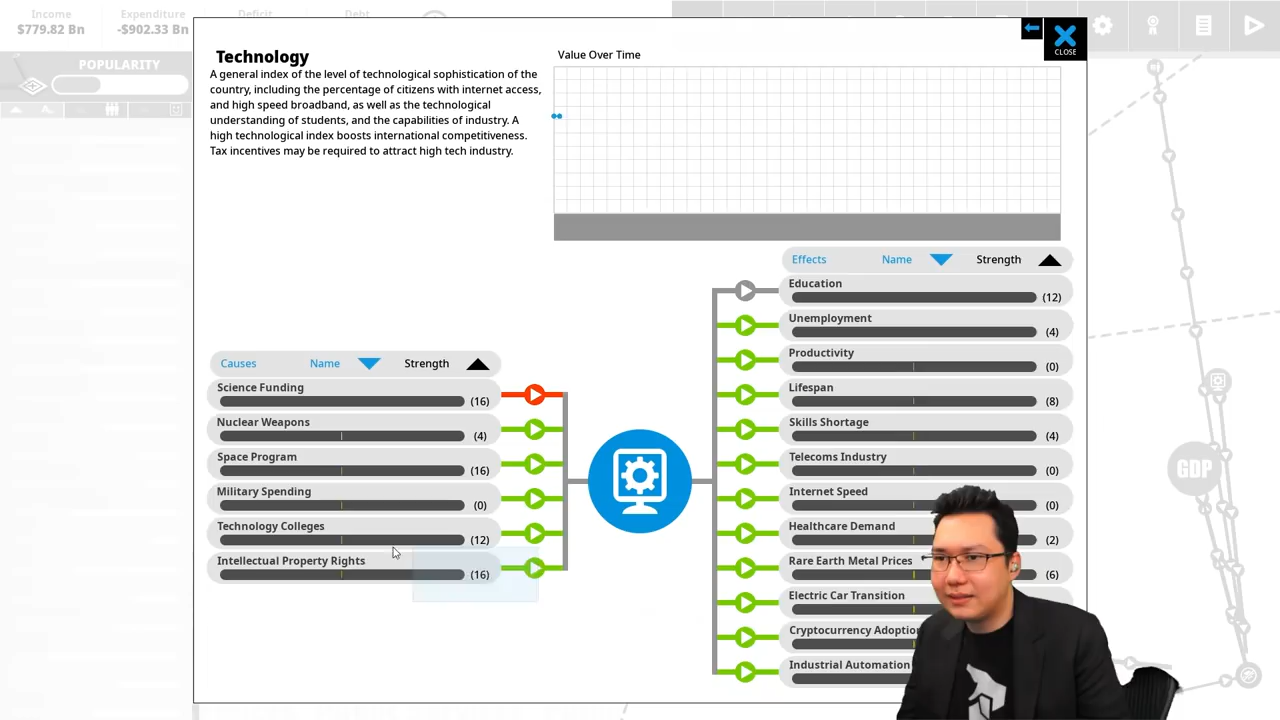 Income
Expenditure
Deficit
Debt
$779.82 Bn
-$902.33 Bn
POPULARITY
CLOSE
Technology
A general index of the level of technological sophistication of the
country, including the percentage of citizens with internet access,
and high speed broadband, as well as the technological
understanding of students, and the capabilities of industry. A
high technological index boosts international competitiveness.
Tax incentives may be required to attract high tech industry.
Value Over Time
Causes
Name
Strength
Science Funding
(16)
Nuclear Weapons
(4)
Space Program
(16)
Military Spending
(0)
Technology Colleges
(12)
Intellectual Property Rights
(16)
Effects
Name
Strength
Education
(12)
Unemployment
(4)
Productivity
(0)
Lifespan
(8)
Skills Shortage
(4)
Telecoms Industry
(0)
Internet Speed
(0)
Healthcare Demand
(2)
Rare Earth Metal Prices
(6)
Electric Car Transition
Cryptocurrency
Industrial Automation
GDP